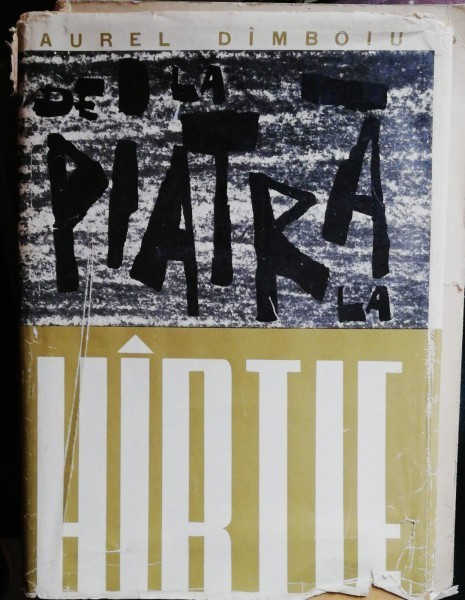 AUREL DÎMBOIU
DE LA
PIATRĂ
LA
HÎRTIE